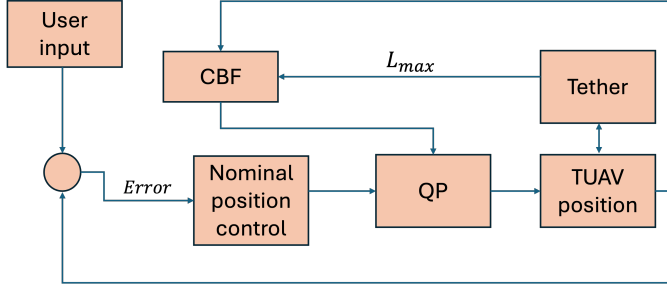 User
input
CBF
L_max
Tether
Error
Nominal
position
control
QP
TUAV
position